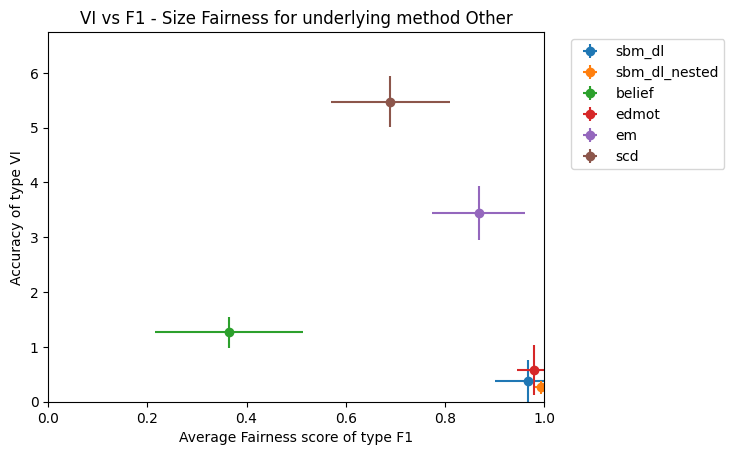 VI vs F1 - Size Fairness for underlying method Other
sbm_dl
sbm_dl_nested
belief
edmot
em
scd
Accuracy of type VI
6
5
4
3
2
1
0
0.0 0.2 0.4 0.6 0.8 1.0
Average Fairness score of type F1